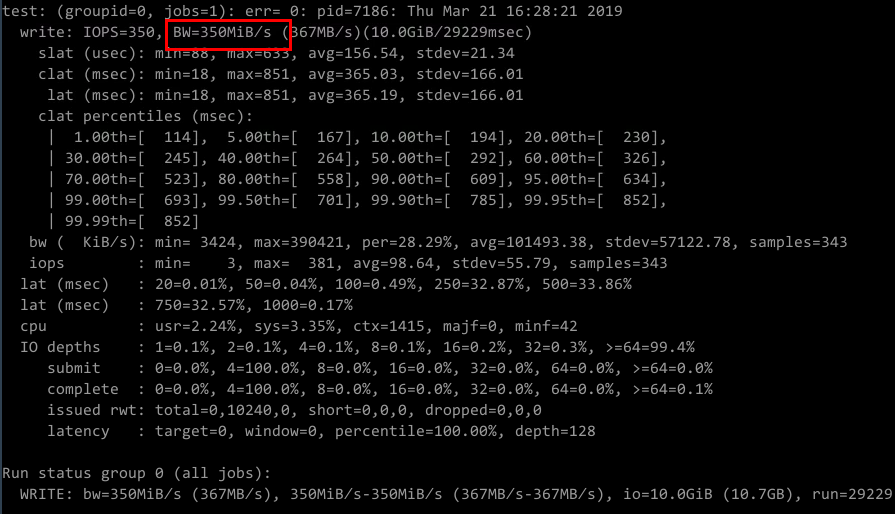 test: (groupid=0, jobs=1): err= 0: pid=7186: Thu Mar 21 16:28:21 2019
  write: IOPS=350, BW=350MiB/s (367MB/s)(10.0GiB/29229msec)
    slat (usec): min=88, max=633, avg=156.54, stdev=21.34
    clat (msec): min=18, max=851, avg=365.03, stdev=166.01
     lat (msec): min=18, max=851, avg=365.19, stdev=166.01
    clat percentiles (msec):
     |  1.00th=[  114],  5.00th=[  167], 10.00th=[  194], 20.00th=[  230],
     | 30.00th=[  245], 40.00th=[  264], 50.00th=[  292], 60.00th=[  326],
     | 70.00th=[  523], 80.00th=[  558], 90.00th=[  609], 95.00th=[  634],
     | 99.00th=[  693], 99.50th=[  701], 99.90th=[  785], 99.95th=[  852],
     | 99.99th=[  852]
   bw (  KiB/s): min= 3424, max=390421, per=28.29%, avg=101493.38, stdev=57122.78, samples=343
   iops        : min=    3, max=  381, avg=98.64, stdev=55.79, samples=343
  lat (msec)   : 20=0.01%, 50=0.04%, 100=0.49%, 250=32.87%, 500=33.86%
  lat (msec)   : 750=32.57%, 1000=0.17%
  cpu          : usr=2.24%, sys=3.35%, ctx=1415, majf=0, minf=42
  IO depths    : 1=0.1%, 2=0.1%, 4=0.1%, 8=0.1%, 16=0.2%, 32=0.3%, >=64=99.4%
     submit    : 0=0.0%, 4=100.0%, 8=0.0%, 16=0.0%, 32=0.0%, 64=0.0%, >=64=0.0%
     complete  : 0=0.0%, 4=100.0%, 8=0.0%, 16=0.0%, 32=0.0%, 64=0.0%, >=64=0.1%
     issued rwt: total=0,10240,0, short=0,0,0, dropped=0,0,0
     latency   : target=0, window=0, percentile=100.00%, depth=128
Run status group 0 (all jobs):
  WRITE: bw=350MiB/s (367MB/s), 350MiB/s-350MiB/s (367MB/s-367MB/s), io=10.0GiB (10.7GB), run=29229